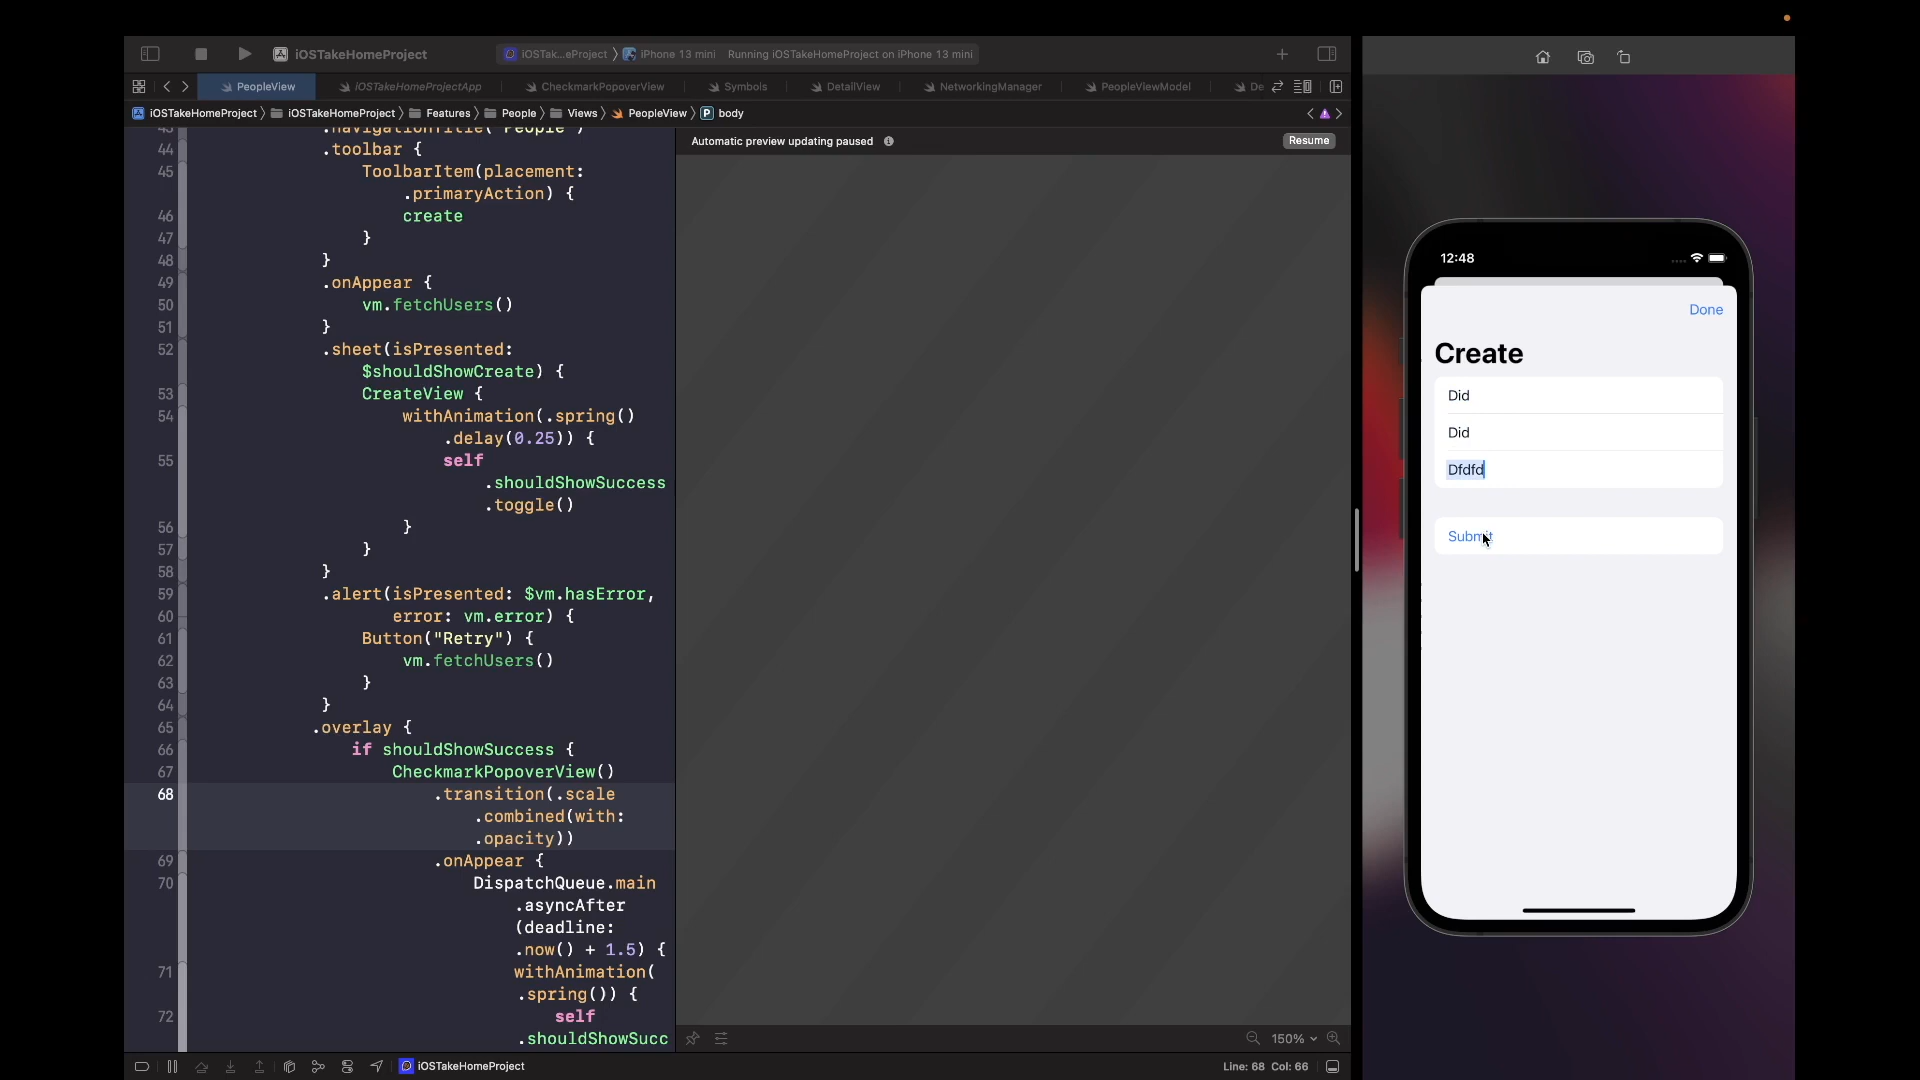 iOSTakeHomeProject
iOSTak...eProject 〉 iPhone 13 mini Running iOSTakeHomeProject on iPhone 13 mini
PeopleView iOSTakeHomeProjectApp CheckmarkPopoverView Symbols DetailView NetworkingManager PeopleViewModel De
iOSTakeHomeProject 〉 iOSTakeHomeProject 〉 Features 〉 People 〉 Views 〉 PeopleView 〉 P body
Automatic preview updating paused
Resume
43 .navigationTitle("People")
44 .toolbar {
45 ToolbarItem(placement:
.primaryAction) {
46 create
47 }
48 }
49 .onAppear {
50 vm.fetchUsers()
51 }
52 .sheet(isPresented:
$shouldShowCreate) {
53 CreateView {
54 withAnimation(.spring()
.delay(0.25)) {
55 self
.shouldShowSuccess
.toggle()
56 }
57 }
58 }
59 .alert(isPresented: $vm.hasError,
60 error: vm.error) {
61 Button("Retry") {
62 vm.fetchUsers()
63 }
64 }
65 .overlay {
66 if shouldShowSuccess {
67 CheckmarkPopoverView()
68 .transition(.scale
.combined(with:
.opacity))
69 .onAppear {
70 DispatchQueue.main
.asyncAfter
(deadline:
.now() + 1.5) {
71 withAnimation(
.spring()) {
72 self
.shouldShowSucc
150%
iOSTakeHomeProject
Line: 68 Col: 66
12:48
Done
Create
Did
Did
Dfdfd
Submit